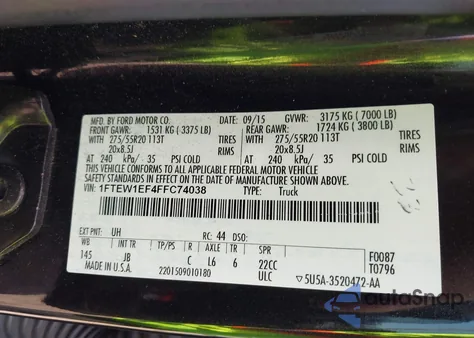 MFD. BY FORD MOTOR CO. 09/15 GVWR: 3175 KG (7000 LB)
FRONT GAWR: 1531 KG (3375 LB) REAR GAWR: 1724 KG (3800 LB)
WITH 275/55R20 113T TIRES WITH 275/55R20 113T TIRES
20x8.5J RIMS 20x8.5J RIMS
AT 240 kPa/ 35 PSI COLD AT 240 kPa/ 35 PSI COLD
THIS VEHICLE CONFORMS TO ALL APPLICABLE FEDERAL MOTOR VEHICLE
SAFETY STANDARDS IN EFFECT ON THE DATE OF MANUFACTURE SHOWN ABOVE.
VIN: 1FTEW1EF4FFC74038 TYPE: Truck
EXT PNT: UH RC: 44 DSO:
WB INT TR TP/PS R AXLE TR SPR F0087
145 JB C L6 6 22CC T0796
MADE IN U.S.A. 2201509010180 ULC ▽5U5A-3520472-AA
AutoSnap